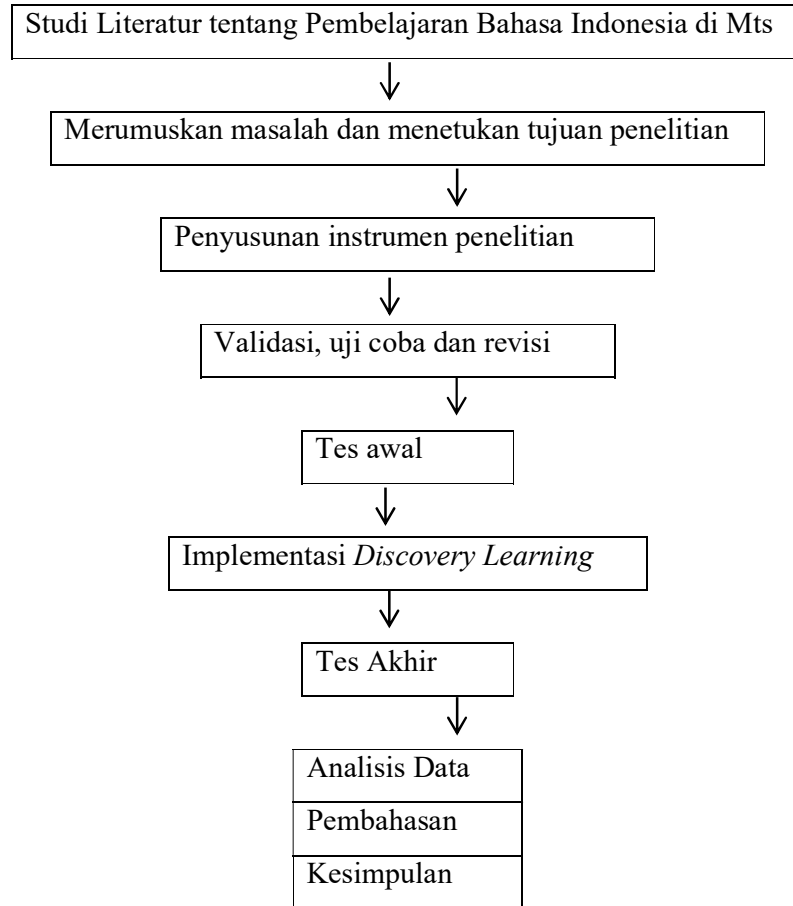 Studi Literatur tentang Pembelajaran Bahasa Indonesia di Mts
Merumuskan masalah dan menetukan tujuan penelitian
Penyusunan instrumen penelitian
Validasi, uji coba dan revisi
Tes awal
Implementasi Discovery Learning
Tes Akhir
Analisis Data
Pembahasan
Kesimpulan